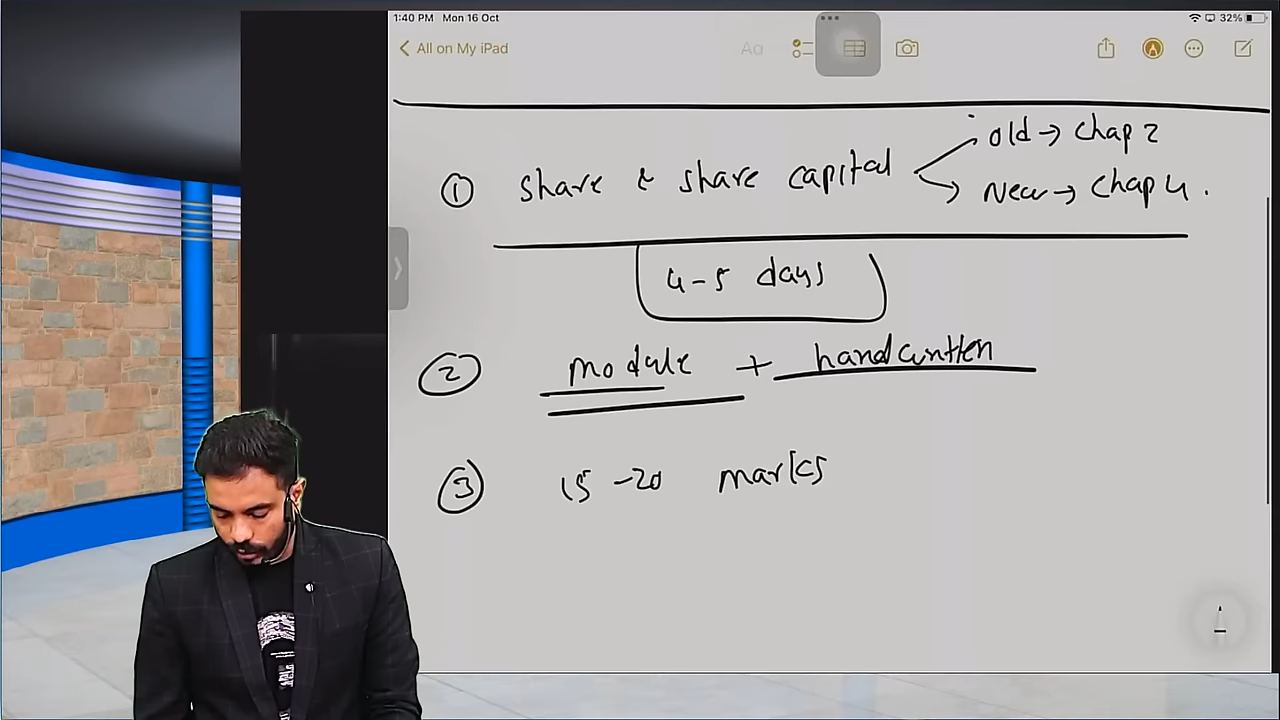 1:40 PM Mon 16 Oct
32%
All on My iPad
Aa
old → chap 2
① share & share capital
New → chap 4.
4-5 days
② module + handwritten
③ 15-20 marks